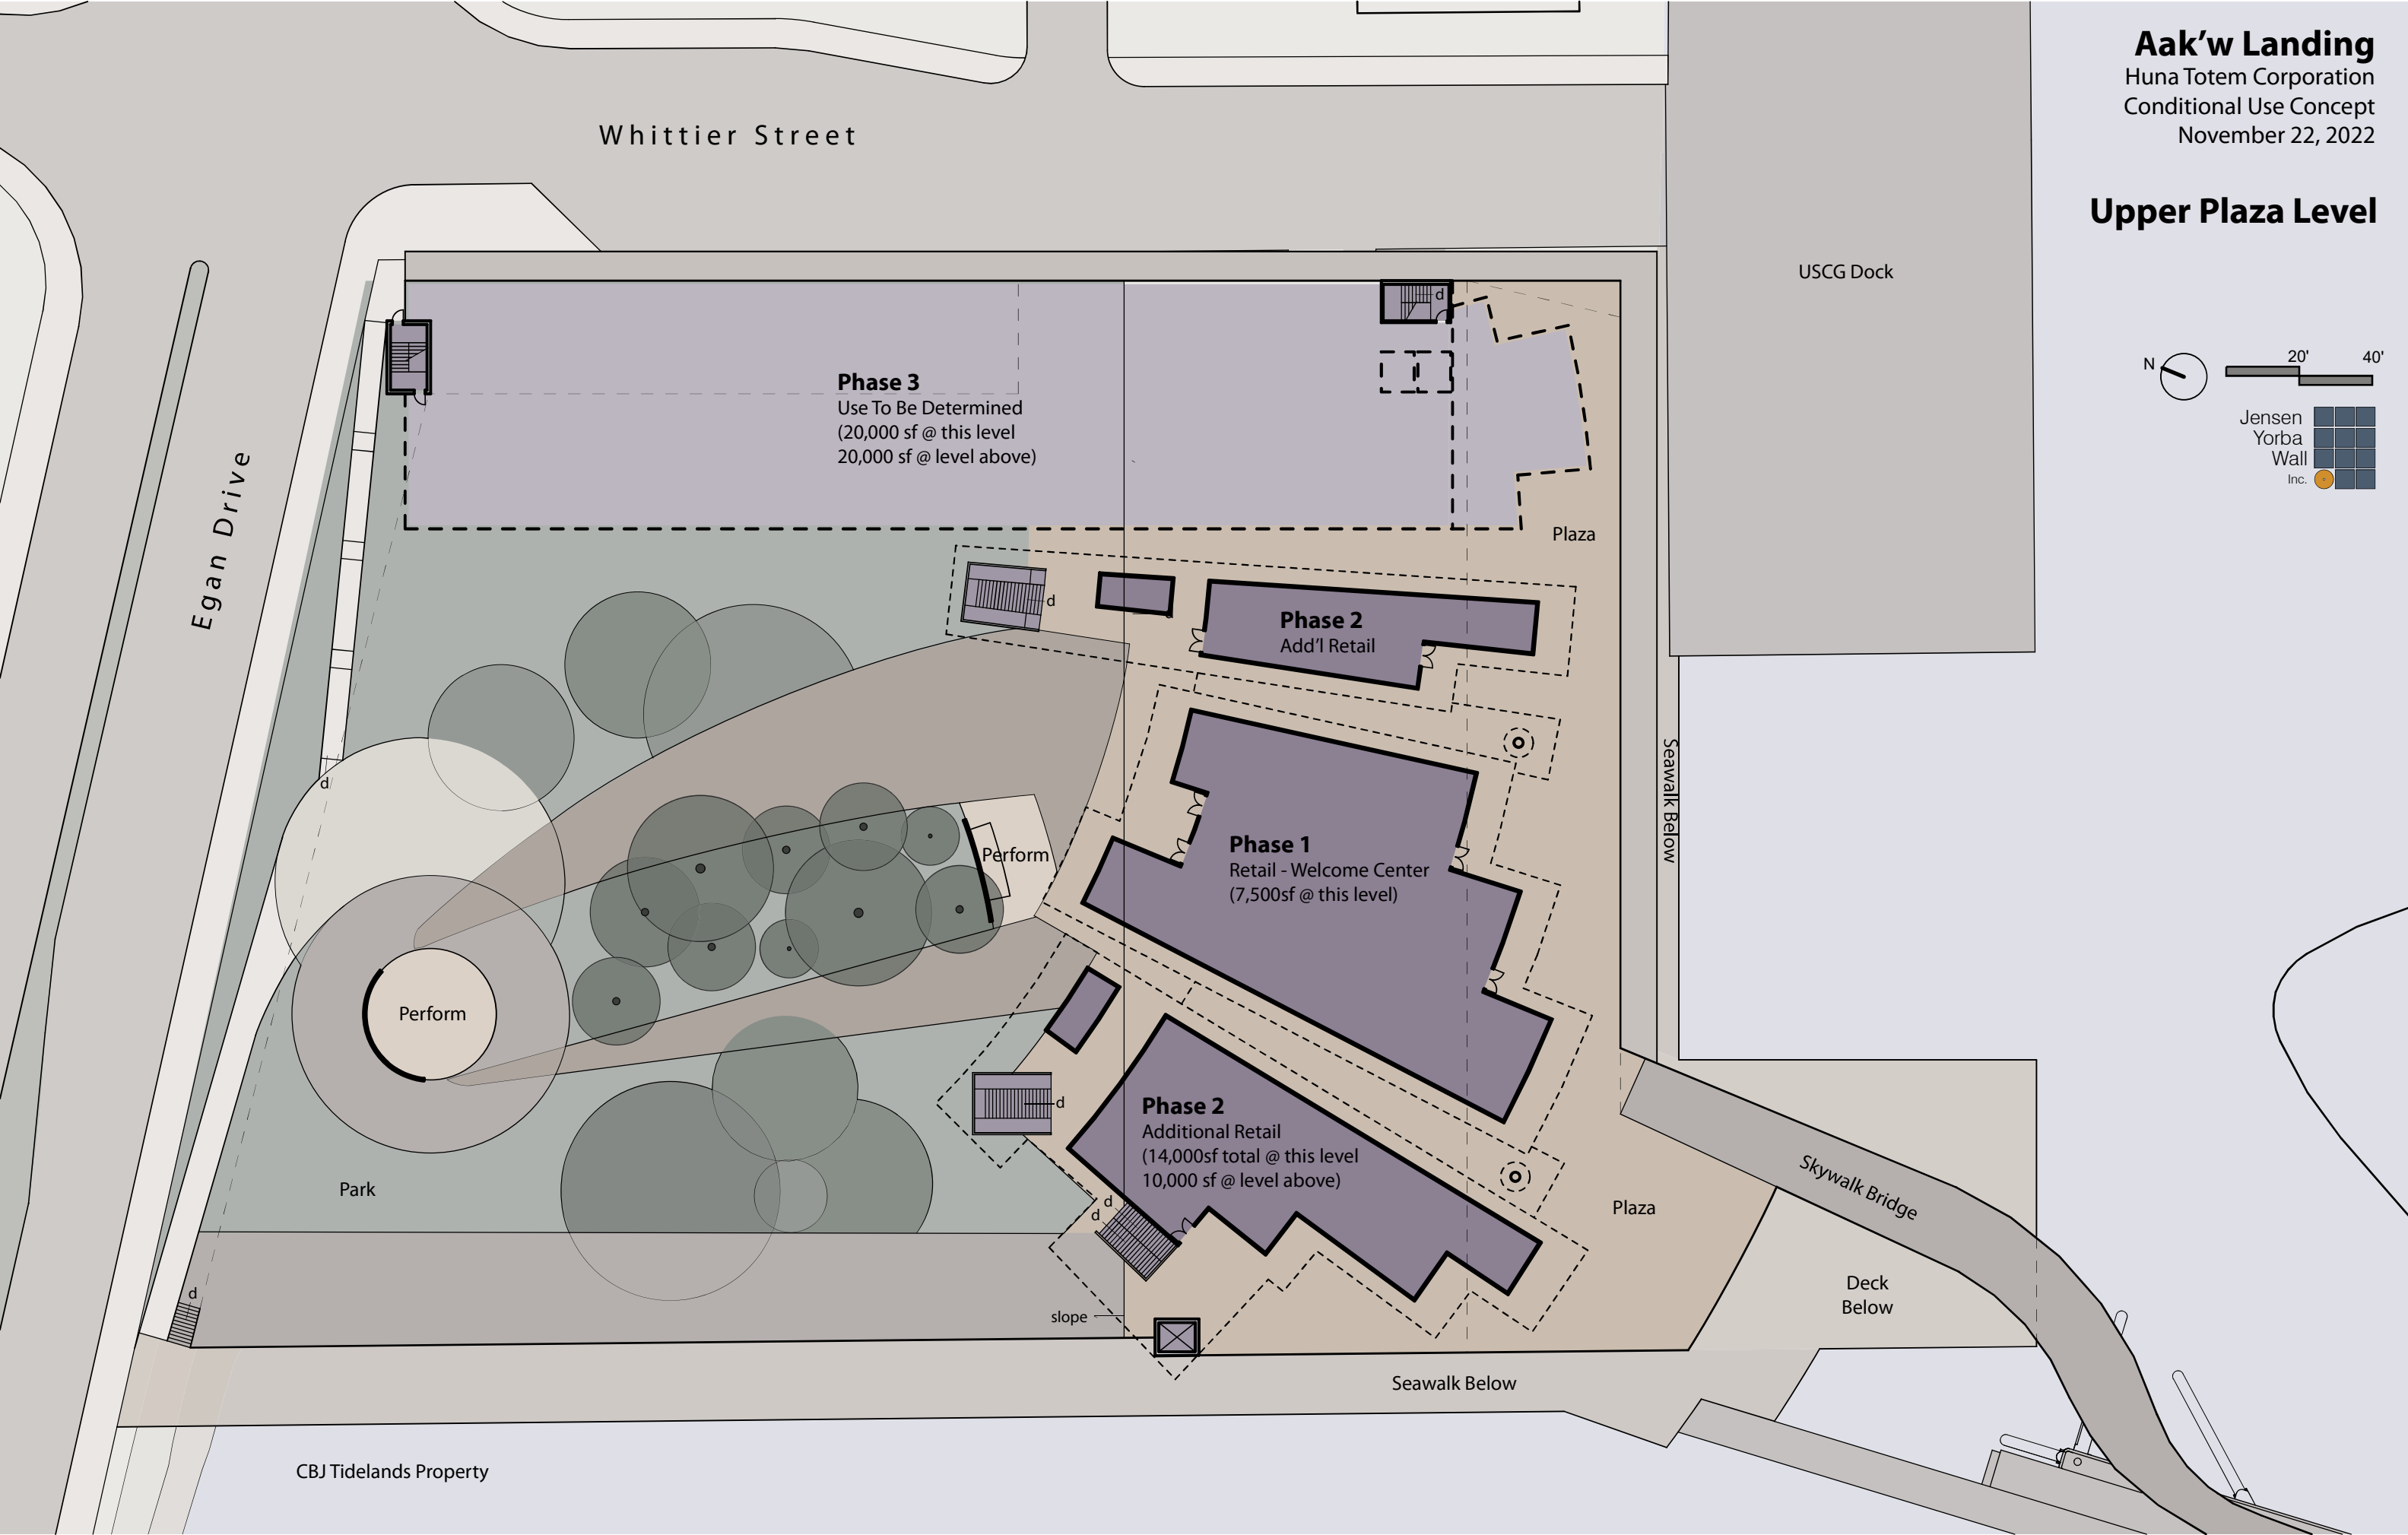 Aak'w Landing
Huna Totem Corporation
Conditional Use Concept
November 22, 2022
Upper Plaza Level
Whittier Street
USCG Dock
N
20'
40'
Jensen
Yorba
Wall
Inc.
d
Phase 3
Use To Be Determined
(20,000 sf @ this level
20,000 sf @ level above)
Egan Drive
Plaza
d
Phase 2
Add'l Retail
Seawalk Below
d
Perform
Phase 1
Retail - Welcome Center
(7,500sf @ this level)
Perform
d
Phase 2
Additional Retail
(14,000sf total @ this level
10,000 sf @ level above)
Park
d
d
Plaza
Skywalk Bridge
Deck
Below
d
slope
Seawalk Below
CBJ Tidelands Property